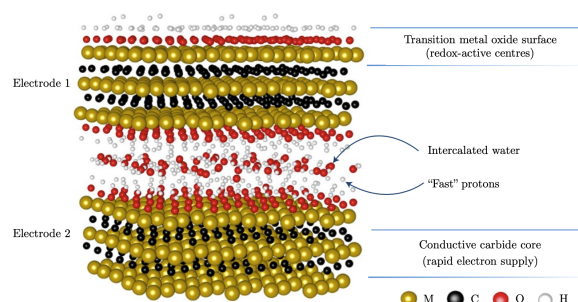 Transition metal oxide surface
(redox-active centres)
Electrode 1
Intercalated water
“Fast” protons
Electrode 2
Conductive carbide core
(rapid electron supply)
M C O H